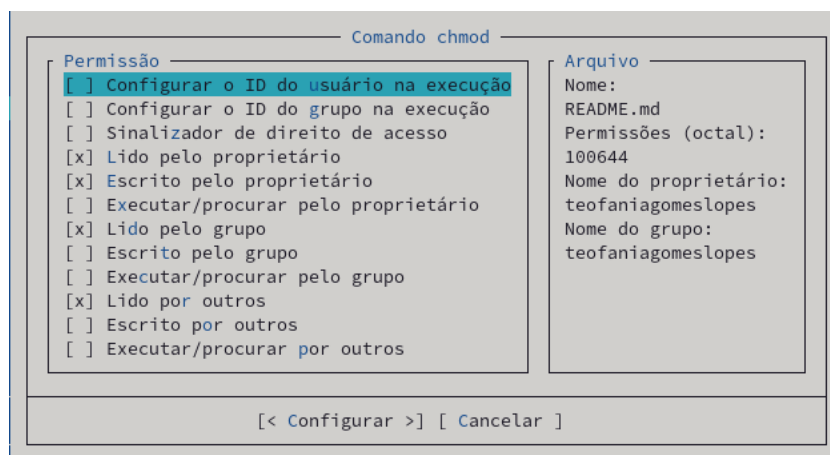 Comando chmod
Permissão
[ ] Configurar o ID do usuário na execução
[ ] Configurar o ID do grupo na execução
[ ] Sinalizador de direito de acesso
[x] Lido pelo proprietário
[x] Escrito pelo proprietário
[ ] Executar/procurar pelo proprietário
[x] Lido pelo grupo
[ ] Escrito pelo grupo
[ ] Executar/procurar pelo grupo
[x] Lido por outros
[ ] Escrito por outros
[ ] Executar/procurar por outros
Arquivo
Nome:
README.md
Permissões (octal):
100644
Nome do proprietário:
teofaniagomeslopes
Nome do grupo:
teofaniagomeslopes
[< Configurar >] [ Cancelar ]